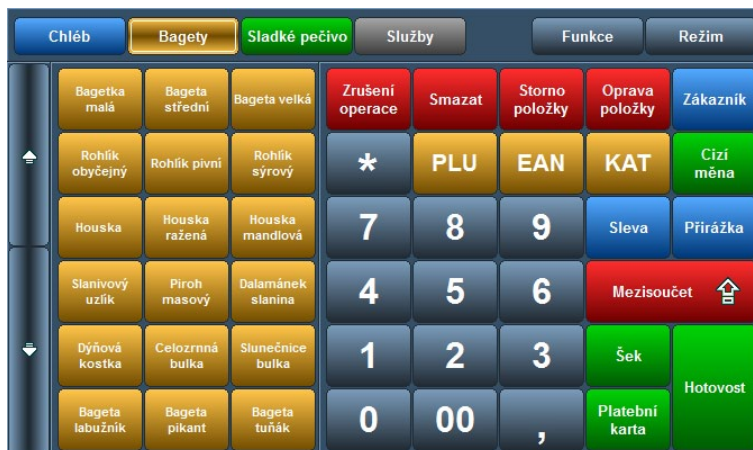 Chléb
Bagety
Sladké pečivo
Služby
Funkce
Režim
Bagetka
malá
Bageta
střední
Bageta velká
Zrušení
operace
Smazat
Storno
položky
Oprava
položky
Zákazník
Rohlík
obyčejný
Rohlík pivní
Rohlík
sýrový
*
PLU
EAN
KAT
Cizí
měna
Houska
Houska
ražená
Houska
mandlová
7
8
9
Sleva
Přirážka
Slanivový
uzlík
Piroh
masový
Dalamánek
slanina
4
5
6
Mezisoučet
Dýňová
kostka
Celozrnná
bulka
Slunečnice
bulka
1
2
3
Šek
Hotovost
Bageta
labužník
Bageta
pikant
Bageta
tuňák
0
00
,
Platební
karta